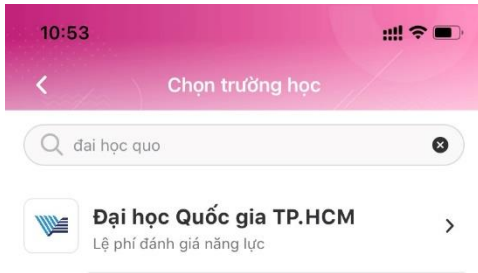 10:53
Chọn trường học
đai học quo
Đại học Quốc gia TP.HCM
Lệ phí đánh giá năng lực